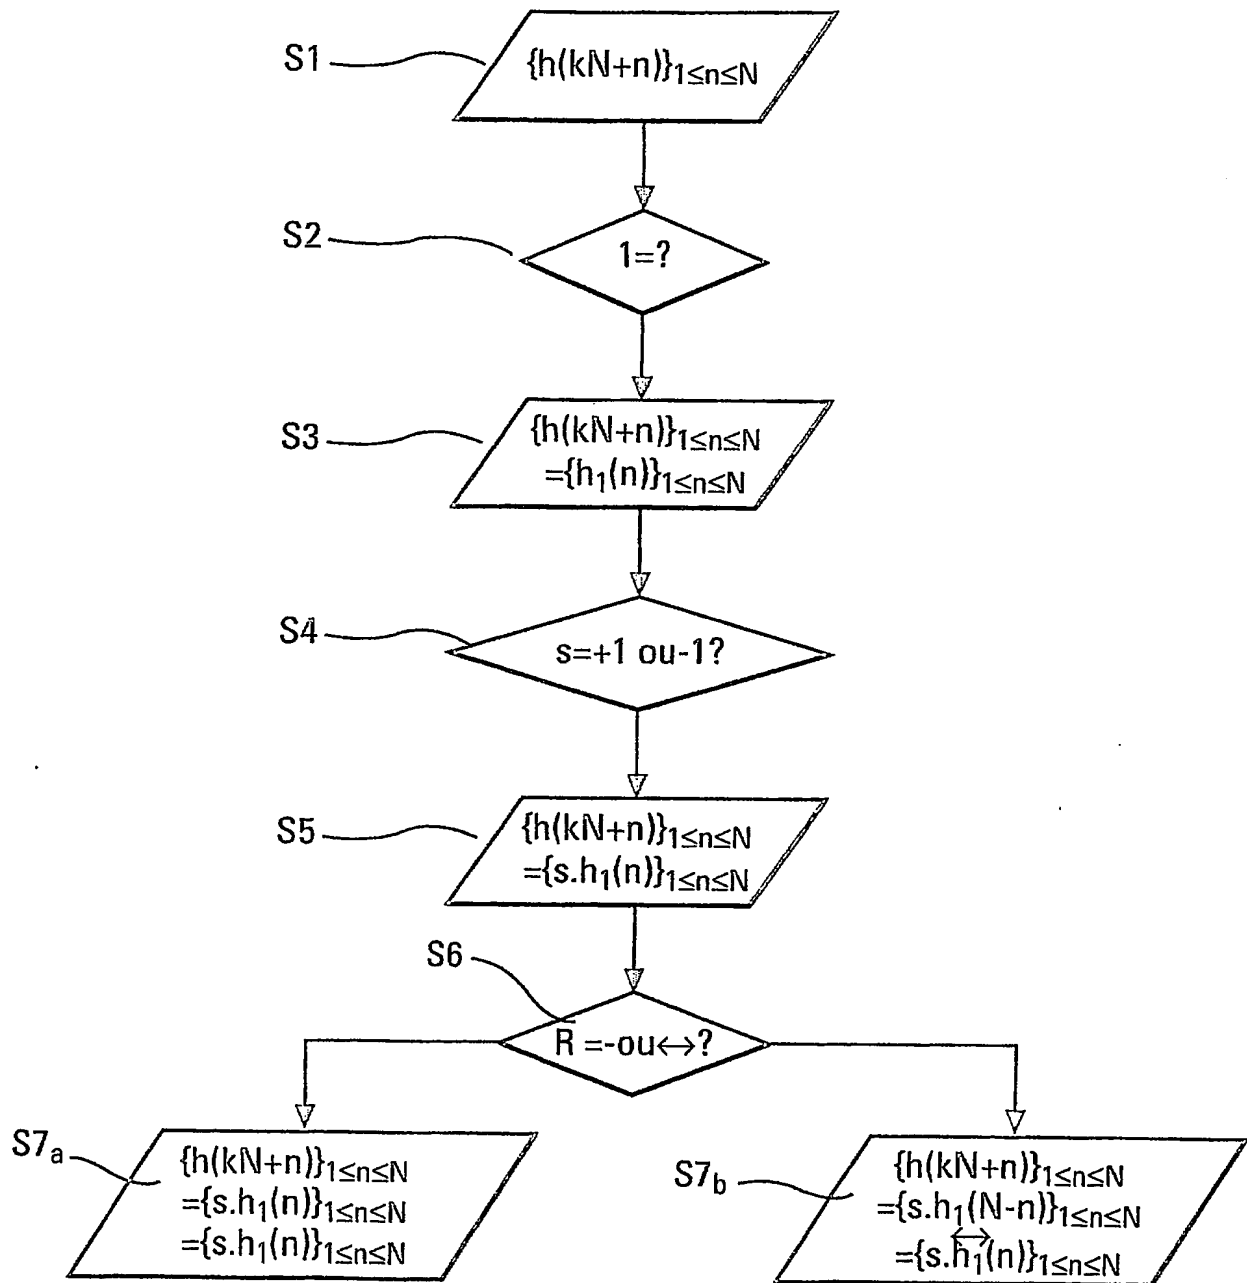 S1
{h(kN+n)}1≤n≤N
S2
1=?
S3
{h(kN+n)}1≤n≤N
={h1(n)}1≤n≤N
S4
s=+1 ou-1?
S5
{h(kN+n)}1≤n≤N
={s.h1(n)}1≤n≤N
S6
R̄ =-ou↔?
S7a
{h(kN+n)}1≤n≤N
={s.h1(n)}1≤n≤N
={s.h1(n)}1≤n≤N
S7b
{h(kN+n)}1≤n≤N
={s.h1(N-n)}1≤n≤N
↔
={s.h1(n)}1≤n≤N